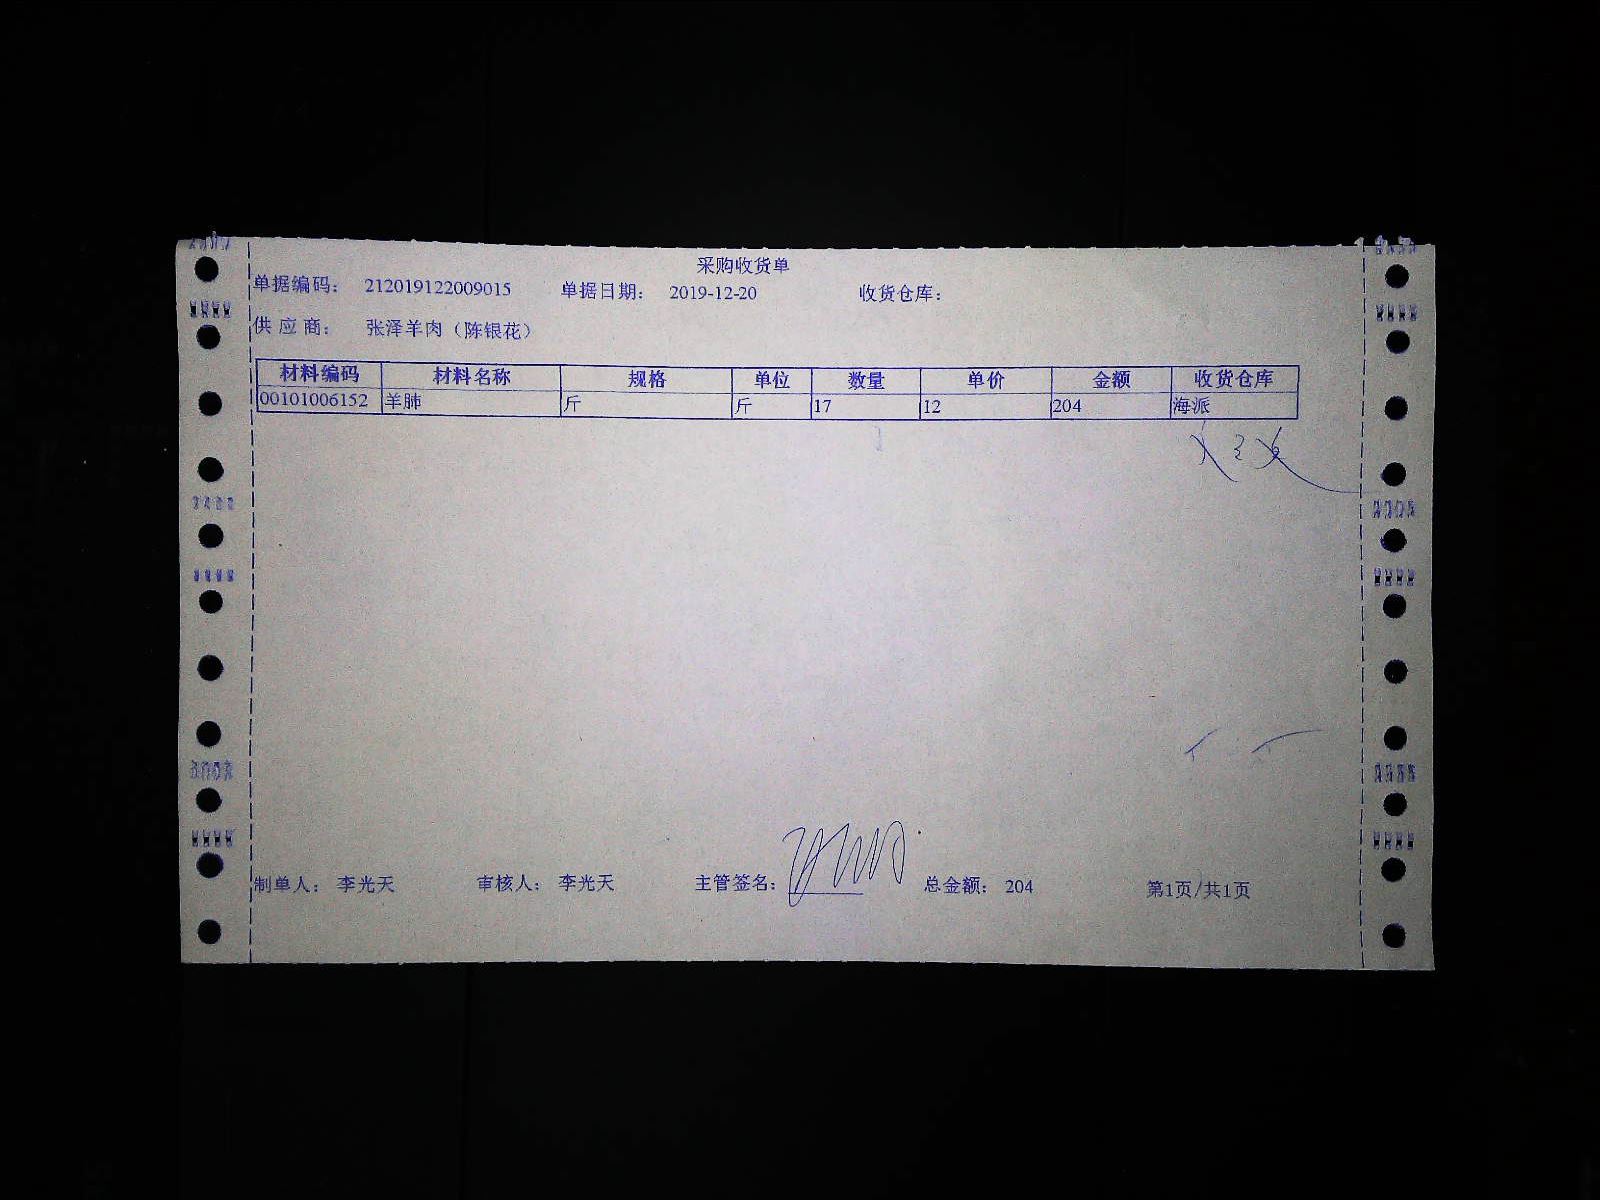 采购收货单
单据编码： 212019122009015 单据日期： 2019-12-20 收货仓库：
供 应 商： 张泽羊肉（陈银花）
材料编码 材料名称 规格 单位 数量 单价 金额 收货仓库
00101006152 羊肺 斤 斤 17 12 204 海派
制单人： 李光天 审核人： 李光天 主管签名： 总金额： 204 第1页/共1页